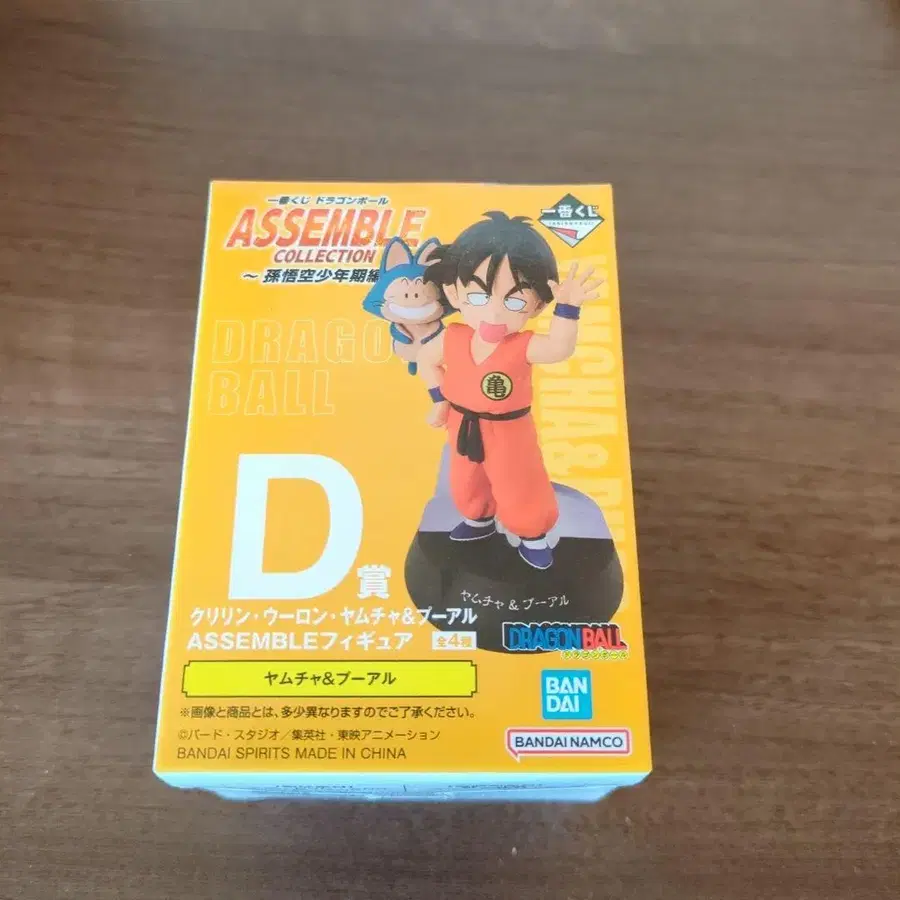 一番くじ ドラゴンボール
ASSEMBLE
COLLECTION
～孫悟空少年期編
一番くじ
DRAGO
BALL
亀
D賞
ヤムチャ&プーアル
クリリン・ウーロン・ヤムチャ&プーアル
ASSEMBLEフィギュア 全4種
DRAGONBALL
ドラゴンボール
ヤムチャ&プーアル
BAN
DAI
※画像と商品とは、多少異なりますのでご了承ください。
©バード・スタジオ/集英社・東映アニメーション
BANDAI SPIRITS MADE IN CHINA
BANDAI NAMCO